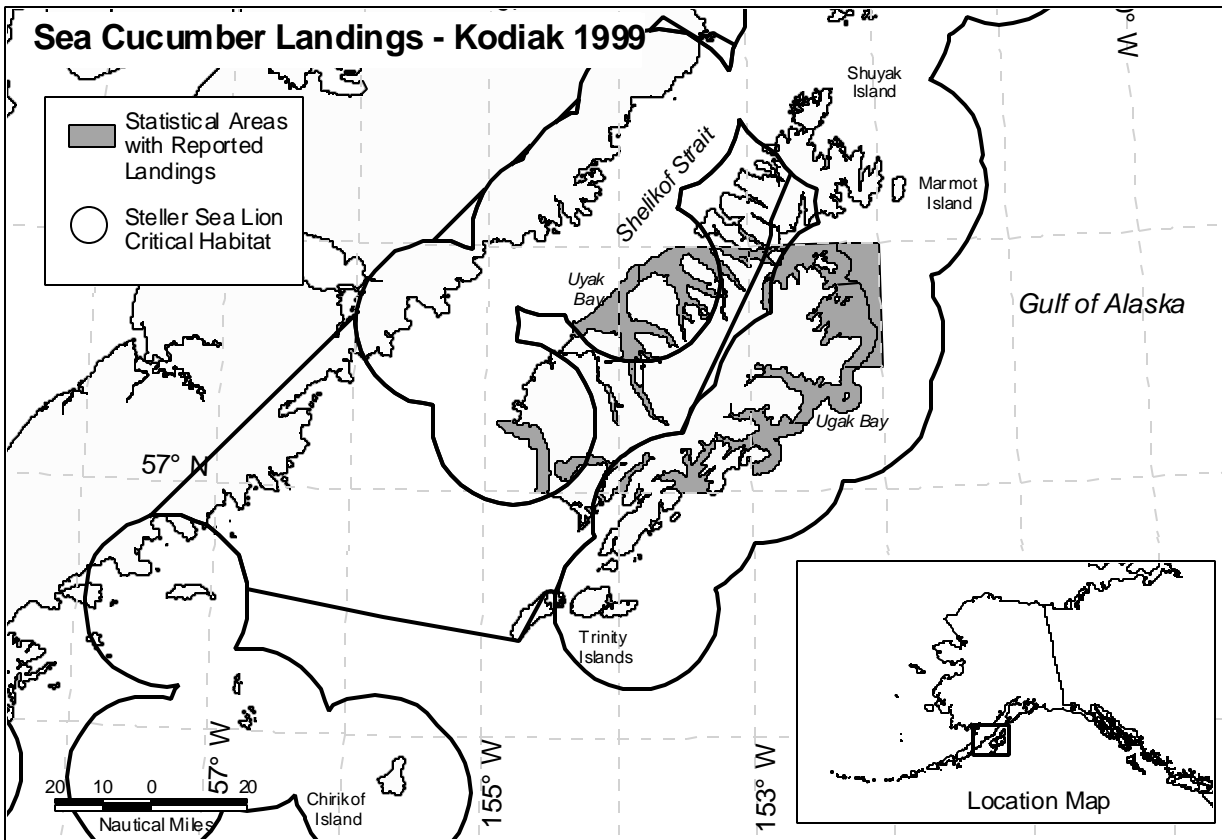 Sea Cucumber Landings - Kodiak 1999
Statistical Areas
with Reported
Landings
Steller Sea Lion
Critical Habitat
° W
Shuyak
Island
Shelikof Strait
Marmot
Island
Uyak
Bay
Gulf of Alaska
Ugak Bay
57° N
Trinity
Islands
57° W
155° W
153° W
Chirikof
Island
20 10 0 20
Nautical Miles
Location Map